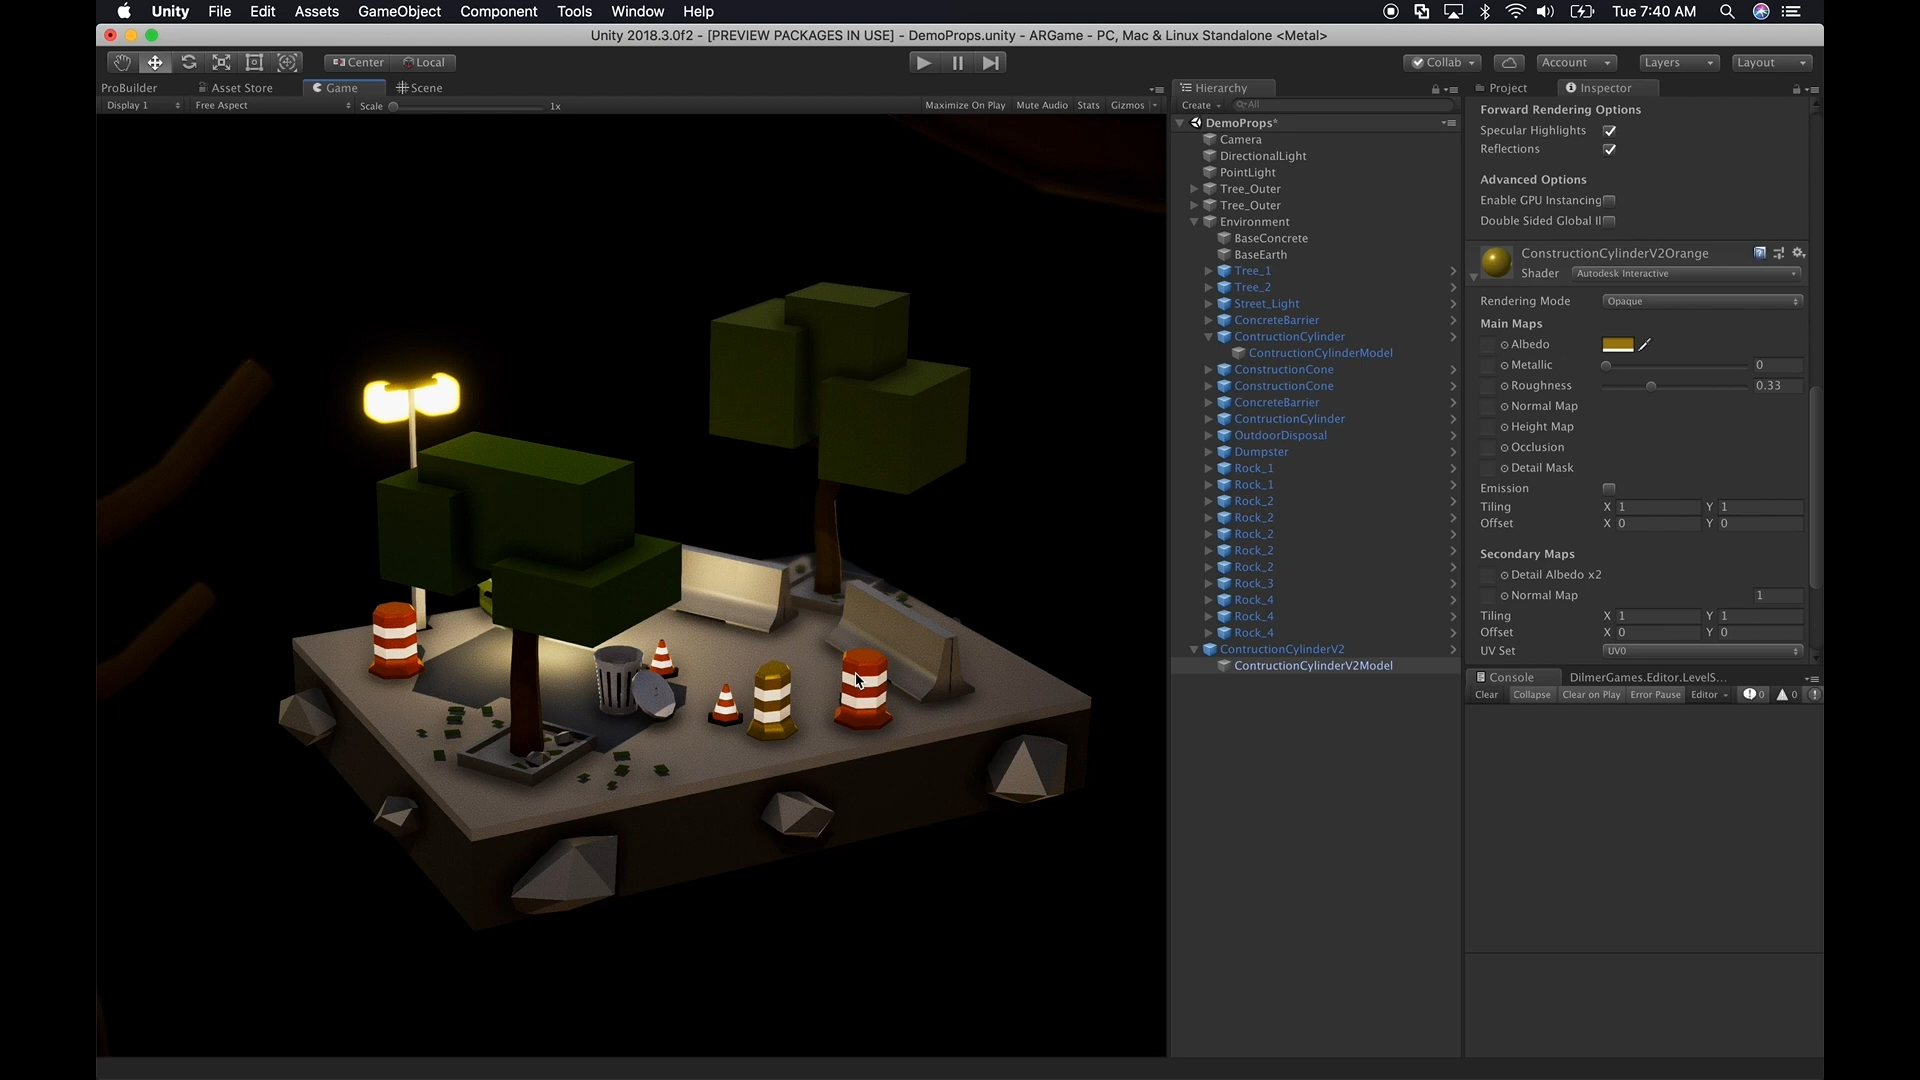 Unity File Edit Assets GameObject Component Tools Window Help Tue 7:40 AM
Unity 2018.3.0f2 - [PREVIEW PACKAGES IN USE] - DemoProps.unity - ARGame - PC, Mac & Linux Standalone <Metal>
Center Local Collab Account Layers Layout
ProBuilder Asset Store Game Scene
Display 1 Free Aspect Scale 1x Maximize On Play Mute Audio Stats Gizmos
Hierarchy
Create All
DemoProps*
Camera
DirectionalLight
PointLight
Tree_Outer
Tree_Outer
Environment
BaseConcrete
BaseEarth
Tree_1
Tree_2
Street_Light
ConcreteBarrier
ContructionCylinder
ContructionCylinderModel
ConstructionCone
ConstructionCone
ConcreteBarrier
ContructionCylinder
OutdoorDisposal
Dumpster
Rock_1
Rock_1
Rock_2
Rock_2
Rock_2
Rock_2
Rock_2
Rock_3
Rock_4
Rock_4
Rock_4
ContructionCylinderV2
ContructionCylinderV2Model
Project Inspector
Forward Rendering Options
Specular Highlights
Reflections
Advanced Options
Enable GPU Instancing
Double Sided Global Il
ConstructionCylinderV2Orange
Shader Autodesk Interactive
Rendering Mode Opaque
Main Maps
Albedo
Metallic 0
Roughness 0.33
Normal Map
Height Map
Occlusion
Detail Mask
Emission
Tiling X 1 Y 1
Offset X 0 Y 0
Secondary Maps
Detail Albedo x2
Normal Map 1
Tiling X 1 Y 1
Offset X 0 Y 0
UV Set UV0
Console DilmerGames.Editor.LevelS...
Clear Collapse Clear on Play Error Pause Editor 0 0